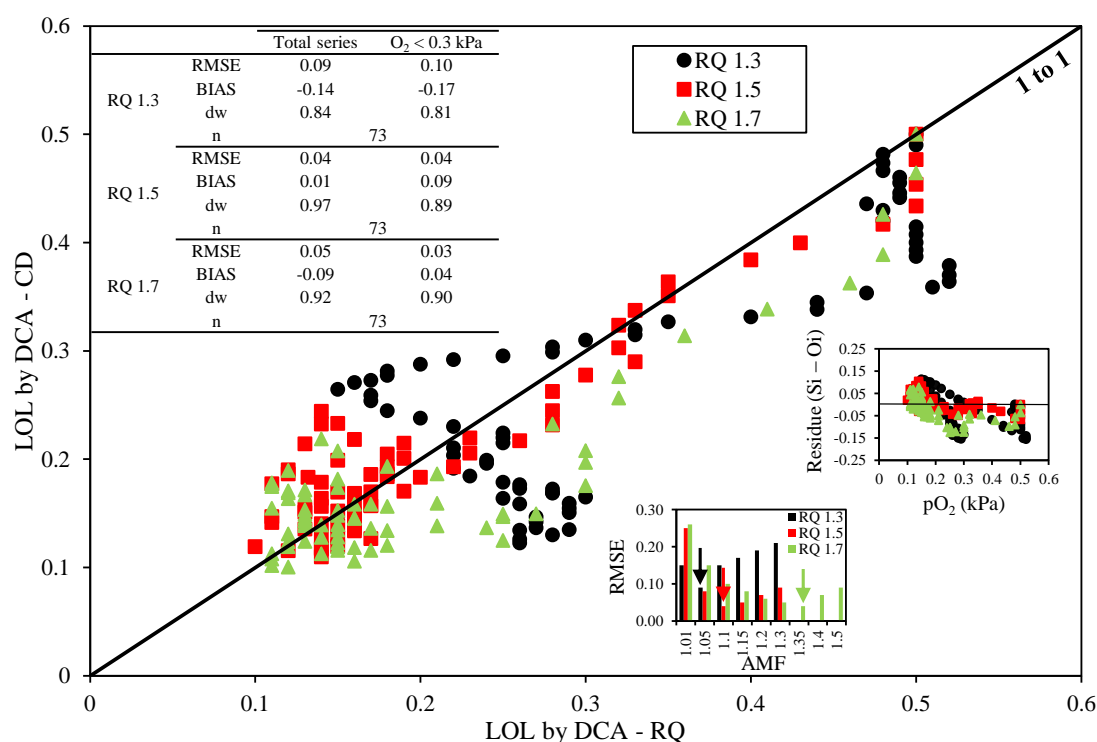 0.6
0.5
0.4
0.3
0.2
0.1
0
LOL by DCA - CD
Total series O2 < 0.3 kPa
RMSE 0.09 0.10
RQ 1.3
BIAS -0.14 -0.17
dw 0.84 0.81
n 73
RMSE 0.04 0.04
RQ 1.5
BIAS 0.01 0.09
dw 0.97 0.89
n 73
RMSE 0.05 0.03
RQ 1.7
BIAS -0.09 0.04
dw 0.92 0.90
n 73
RQ 1.3
RQ 1.5
RQ 1.7
1 to 1
0.25
0.15
0.05
-0.05
-0.15
-0.25
Residue (Si – Oi)
0 0.1 0.2 0.3 0.4 0.5 0.6
pO2 (kPa)
0.30
0.20
0.10
0.00
RMSE
RQ 1.3
RQ 1.5
RQ 1.7
1.01 1.05 1.1 1.15 1.2 1.3 1.35 1.4 1.5
AMF
0 0.1 0.2 0.3 0.4 0.5 0.6
LOL by DCA - RQ